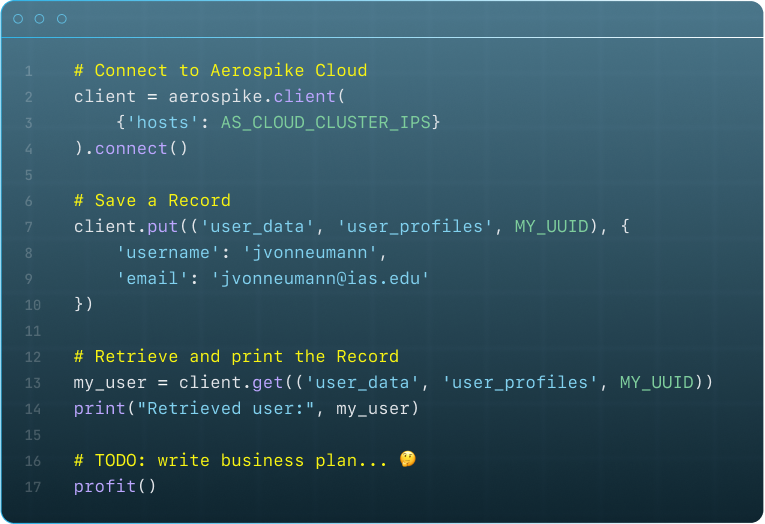 1 # Connect to Aerospike Cloud
2 client = aerospike.client(
3     {'hosts': AS_CLOUD_CLUSTER_IPS}
4 ).connect()
5
6 # Save a Record
7 client.put(('user_data', 'user_profiles', MY_UUID), {
8     'username': 'jvonneumann',
9     'email': 'jvonneumann@ias.edu'
10 })
11
12 # Retrieve and print the Record
13 my_user = client.get(('user_data', 'user_profiles', MY_UUID))
14 print("Retrieved user:", my_user)
15
16 # TODO: write business plan... 🤔
17 profit()